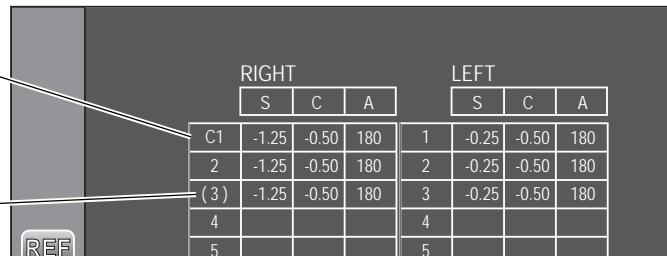 RIGHT LEFT
S C A S C A
C1 -1.25 -0.50 180 1 -0.25 -0.50 180
2 -1.25 -0.50 180 2 -0.25 -0.50 180
(3) -1.25 -0.50 180 3 -0.25 -0.50 180
4 4
REF 5 5